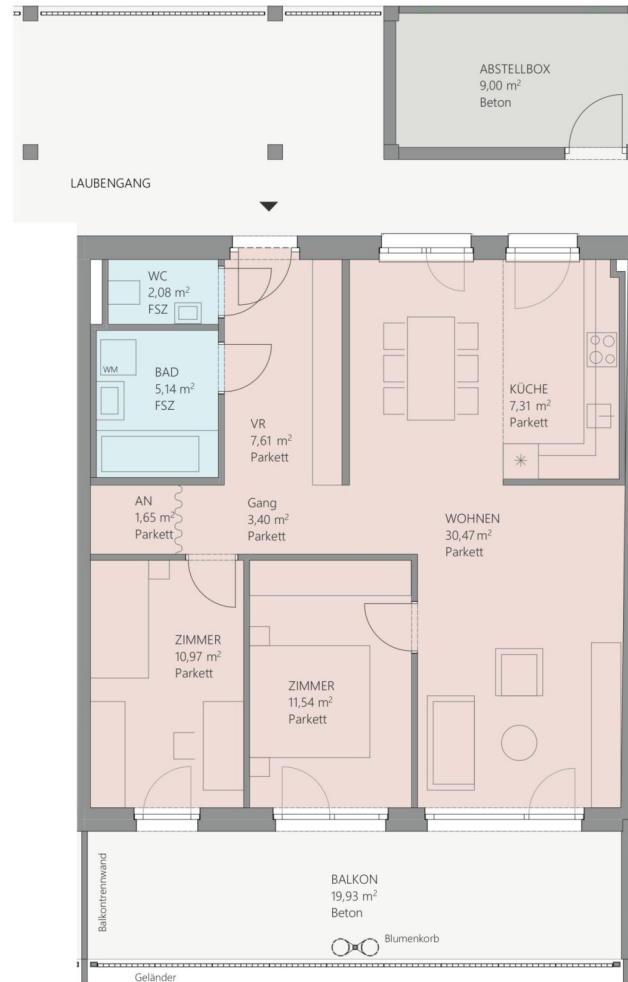 ABSTELLBOX
9,00 m²
Beton
LAUBENGANG
WC
2,08 m²
FSZ
WM
BAD
5,14 m²
FSZ
KÜCHE
7,31 m²
Parkett
VR
7,61 m²
Parkett
AN
1,65 m²
Parkett
Gang
3,40 m²
Parkett
WOHNEN
30,47 m²
Parkett
ZIMMER
10,97 m²
Parkett
ZIMMER
11,54 m²
Parkett
Balkontrennwand
BALKON
19,93 m²
Beton
Blumenkorb
Geländer